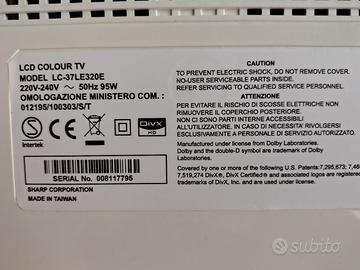 LCD COLOUR TV
MODEL LC-37LE320E
220V-240V ~ 50Hz 95W
OMOLOGAZIONE MINISTERO COM. :
012195/100303/S/T
Intertek
DIVX
HD
SERIAL No. 008117795
SHARP CORPORATION
MADE IN TAIWAN
CAUTION
TO PREVENT ELECTRIC SHOCK, DO NOT
NO USER-SERVICEABLE PARTS INSIDE.
REFER SERVICING TO QUALIFIED SERVICE PERSONNEL.
PER EVITARE IL RISCHIO DI SCOSSE ELETTRICHE NON
RIMUOVERE IL COPERCHIO.
NON CI SONO PARTI INTERNE ACCESSIBILI
ALL'UTILIZZATORE. IN CASO DI NECESSITA' RIVOLGERSI
ESCLUSIVAMENTE A PERSONALE DI SERVIZIO AUTORIZZATO.
Manufactured under license from Dolby Laboratories.
Dolby and the double-D symbol are trademarks of Dolby
Laboratories.
Covered by one or more of the following U.S. Patents:7,295,673; 7,460
7,519,274 DivX®, DivX Certified® and associated logos are registered
trademarks of DivX, Inc. and are used under license.
subito